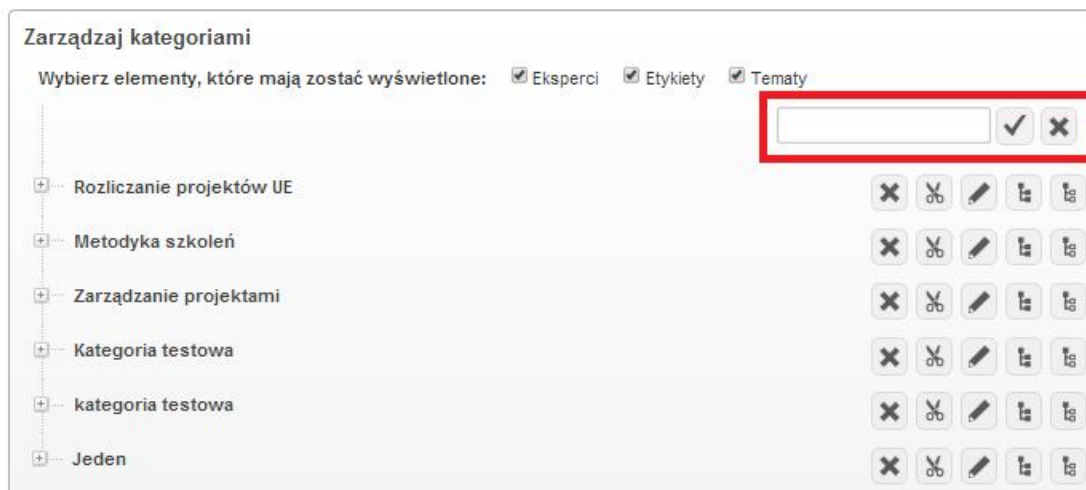 Zarządzaj kategoriami
Wybierz elementy, które mają zostać wyświetlone: Eksperci Etykiety Tematy
Rozliczanie projektów UE
Metodyka szkoleń
Zarządzanie projektami
Kategoria testowa
kategoria testowa
Jeden